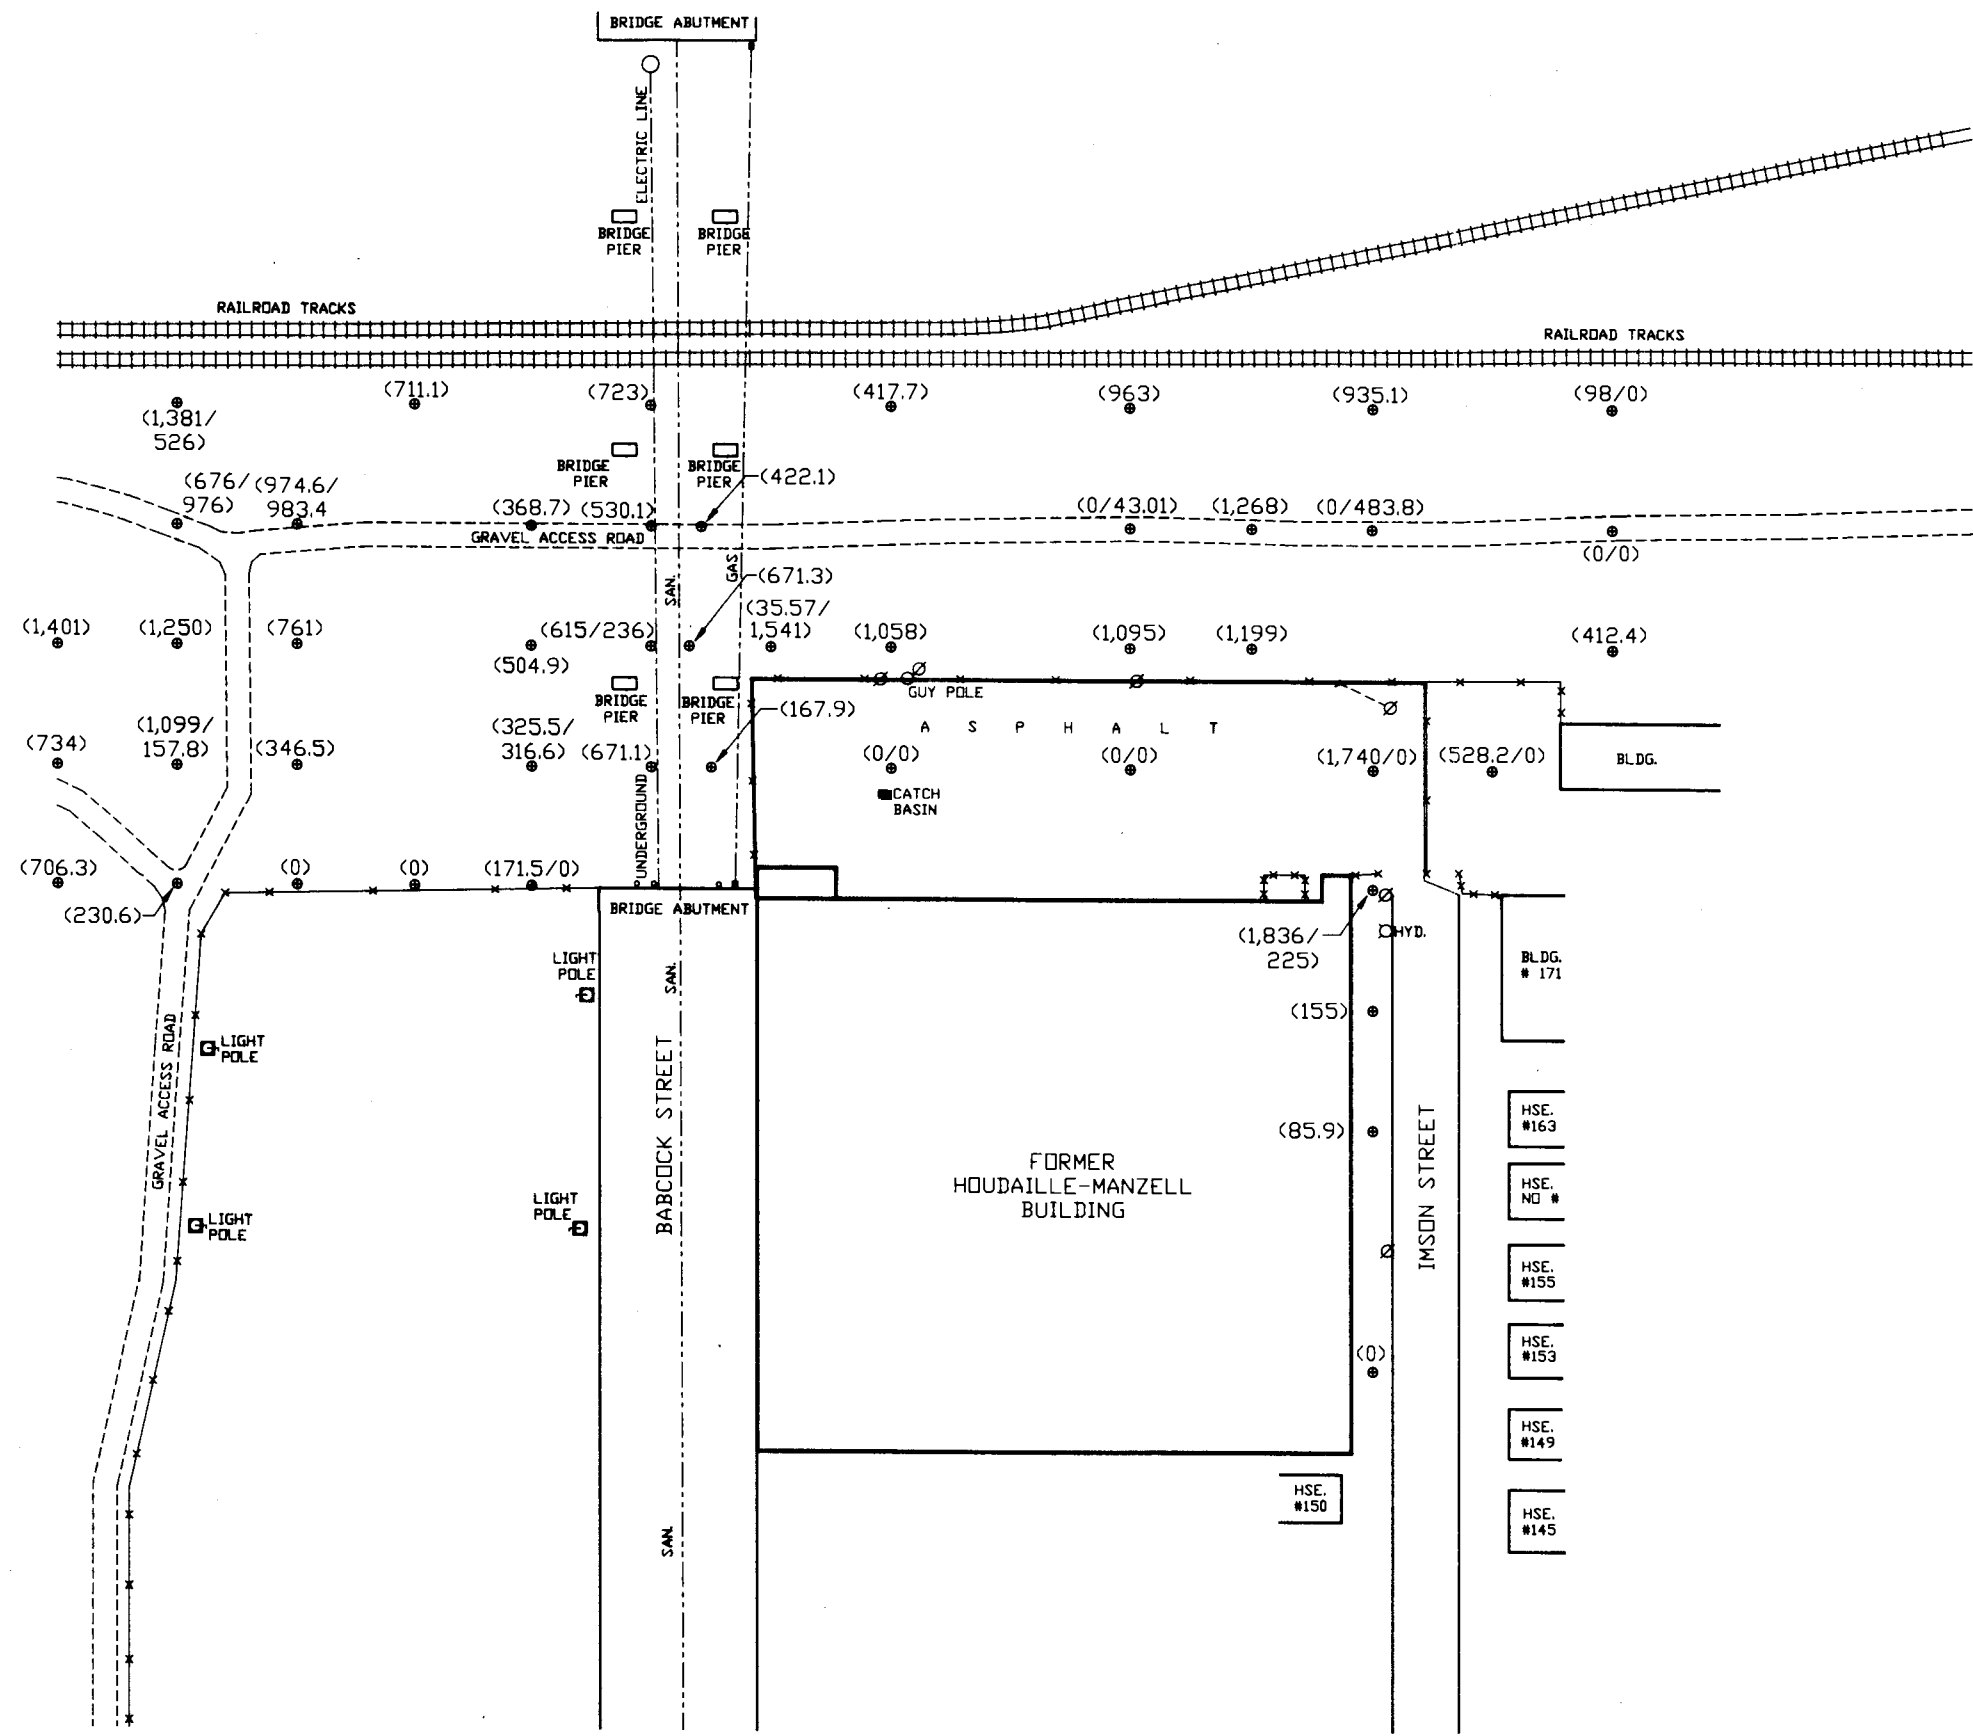 BRIDGE ABUTMENT
ELECTRIC LINE
BRIDGE
PIER
BRIDGE
PIER
RAILROAD TRACKS
RAILROAD TRACKS
(1,381/
526)
(711.1)
(723)
(417.7)
(963)
(935.1)
(98/0)
BRIDGE
PIER
BRIDGE
PIER
(422.1)
(676/
976)
(974.6/
983.4
(368.7)
(530.1)
(0/43.01)
(1,268)
(0/483.8)
(0/0)
GRAVEL ACCESS ROAD
SAN.
GAS
(671.3)
(35.57/
1,541)
(1,401)
(1,250)
(761)
(615/236)
(504.9)
(1,058)
(1,095)
(1,199)
(412.4)
BRIDGE
PIER
BRIDGE
PIER
GUY POLE
(167.9)
ASPHALT
(734)
(1,099/
157.8)
(346.5)
(325.5/
316.6)
(671.1)
(0/0)
(0/0)
(1,740/0)
(528.2/0)
BLDG.
CATCH
BASIN
UNDERGROUND
(706.3)
(230.6)
(0)
(0)
(171.5/0)
BRIDGE ABUTMENT
(1,836/
225)
HYD.
LIGHT
POLE
SAN.
BLDG.
# 171
(155)
LIGHT
POLE
GRAVEL ACCESS ROAD
BABCOCK STREET
(85.9)
HSE.
#163
IMSON STREET
FORMER
HOUDAILLE-MANZELL
BUILDING
HSE.
NO #
LIGHT
POLE
LIGHT
POLE
HSE.
#155
HSE.
#153
(0)
HSE.
#149
HSE.
#150
HSE.
#145
SAN.